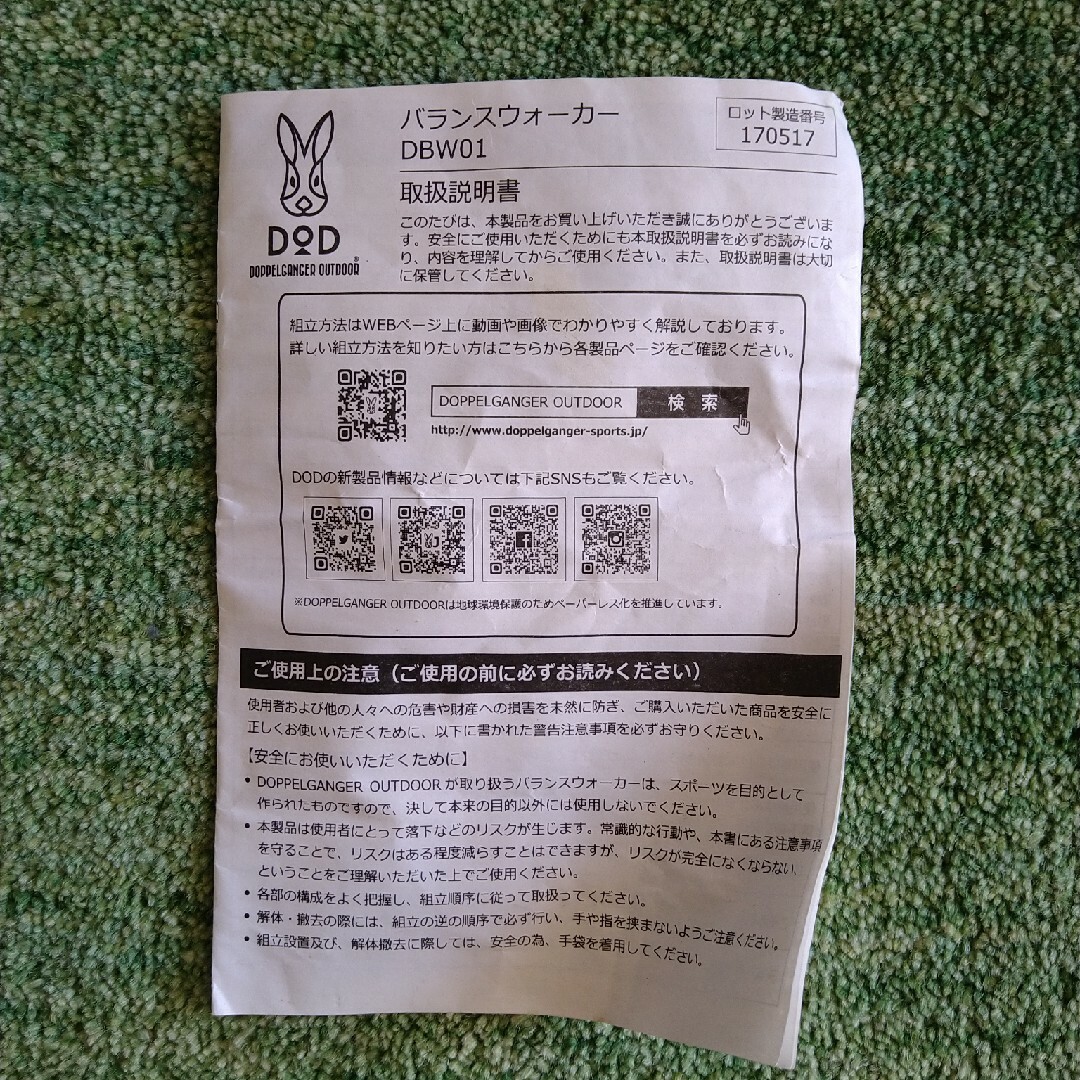 バランスウォーカー
DBW01
ロット製造番号
170517
DOD
DOPPELGANGER OUTDOOR®
取扱説明書
このたびは、本製品をお買い上げいただき誠にありがとうございま
す。安全にご使用いただくためにも本取扱説明書を必ずお読みにな
り、内容を理解してからご使用ください。また、取扱説明書は大切
に保管してください。
組立方法はWEBページ上に動画や画像でわかりやすく解説しております。
詳しい組立方法を知りたい方はこちらから各製品ページをご確認ください。
DOPPELGANGER OUTDOOR 検 索
http://www.doppelganger-sports.jp/
DODの新製品情報などについては下記SNSもご覧ください。
※DOPPELGANGER OUTDOORは地球環境保護のためペーパーレス化を推進しています。
ご使用上の注意（ご使用の前に必ずお読みください）
使用者および他の人々への危害や財産への損害を未然に防ぎ、ご購入いただいた商品を安全に
正しくお使いいただくために、以下に書かれた警告注意事項を必ずお守りください。
【安全にお使いいただくために】
• DOPPELGANGER OUTDOORが取り扱うバランスウォーカーは、スポーツを目的として
作られたものですので、決して本来の目的以外には使用しないでください。
• 本製品は使用者にとって落下などのリスクが生じます。常識的な行動や、本書にある注意事項
を守ることで、リスクはある程度減らすことはできますが、リスクが完全になくならない、
ということをご理解いただいた上でご使用ください。
• 各部の構成をよく把握し、組立順序に従って取扱ってください。
• 解体・撤去の際には、組立の逆の順序で必ず行い、手や指を挟まないようご注意ください。
• 組立設置及び、解体撤去に際しては、安全の為、手袋を着用してください。